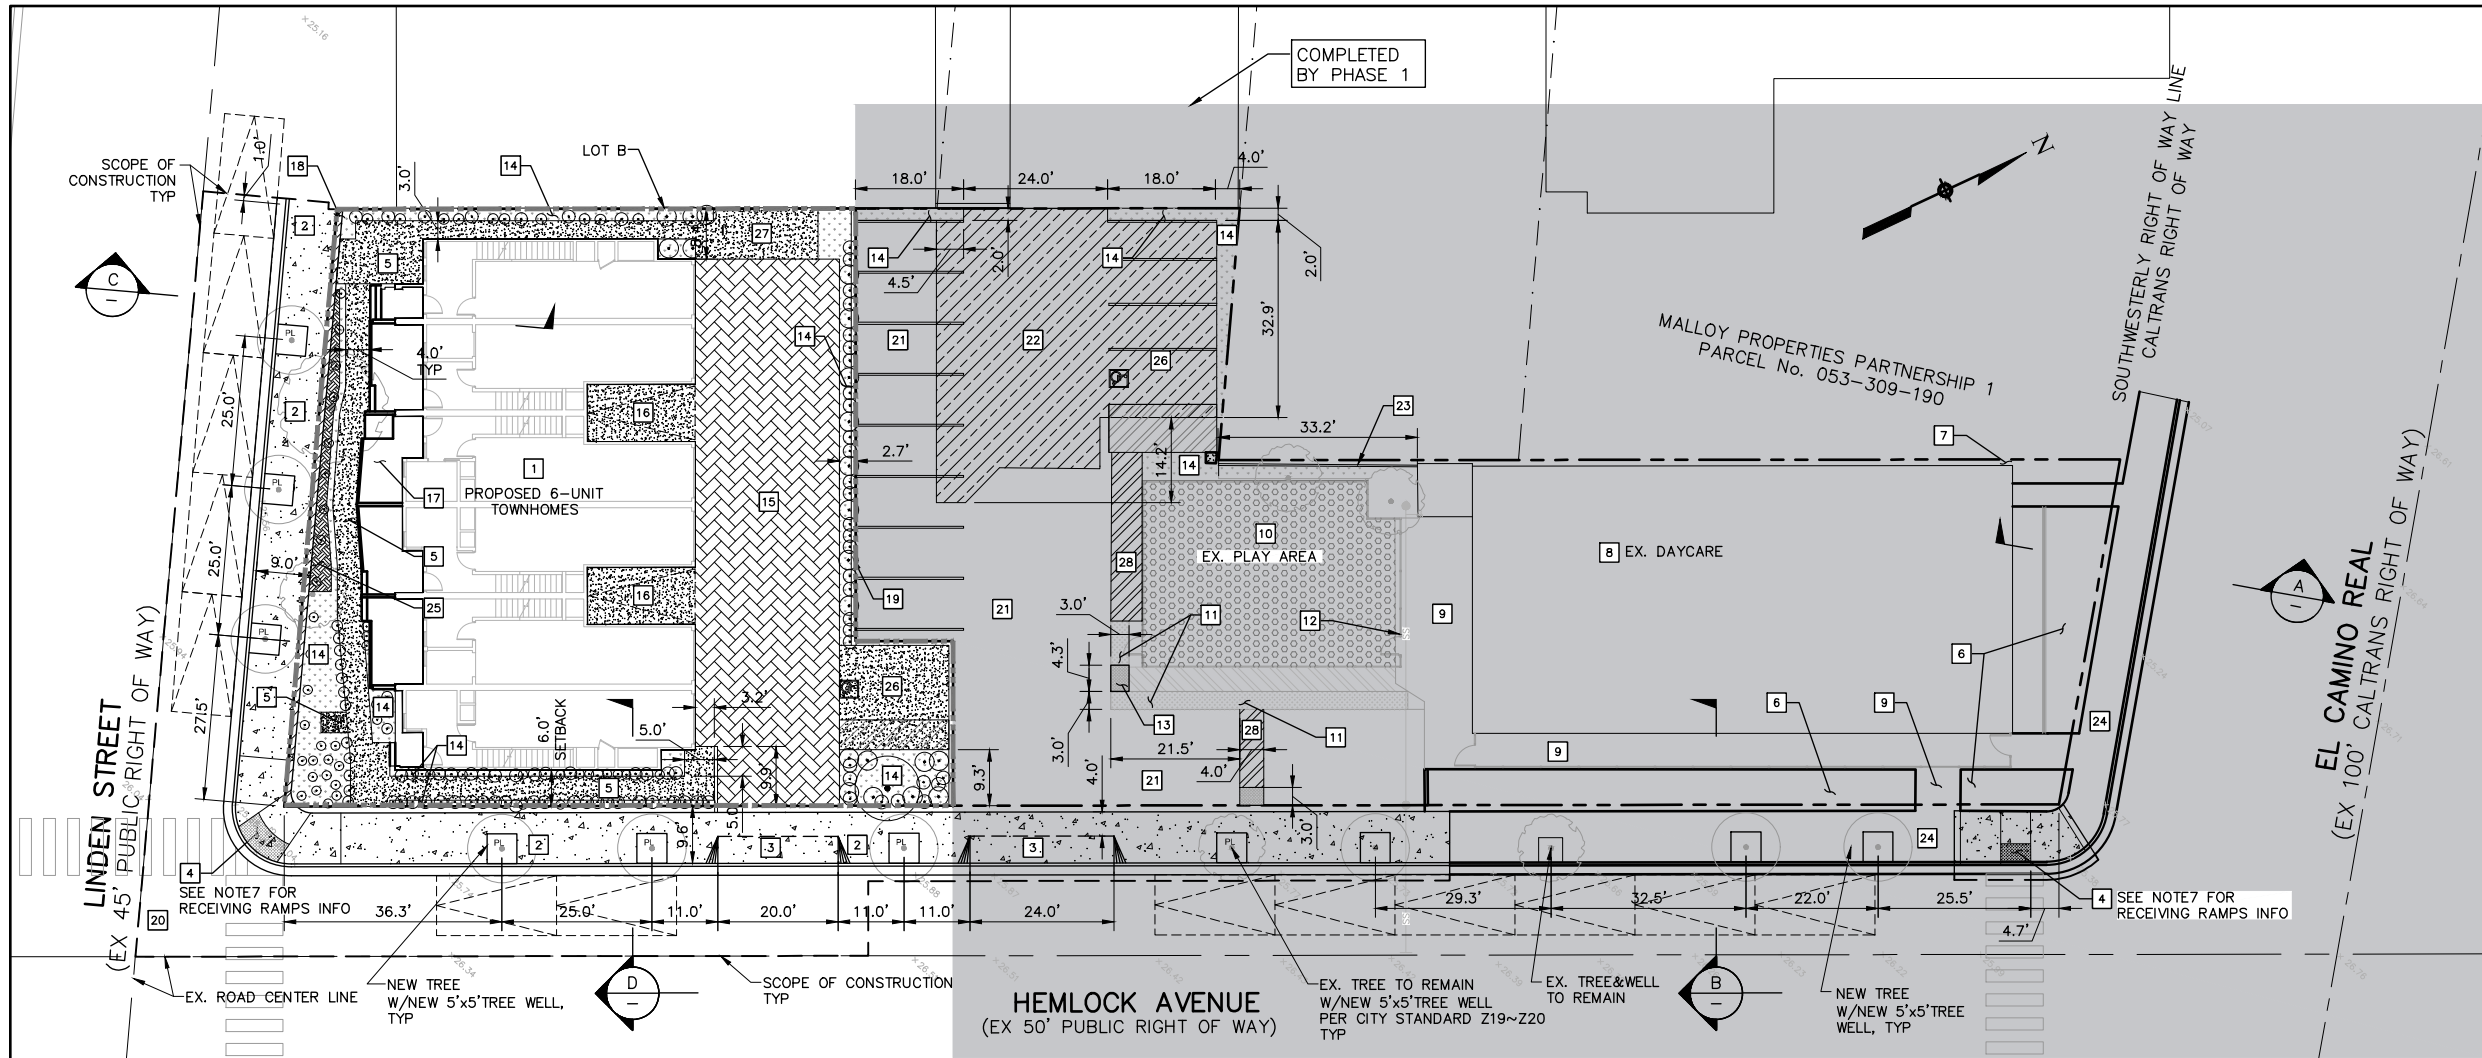 COMPLETED
BY PHASE 1
SCOPE OF
CONSTRUCTION
TYP
1.0'
18
3.0'
14
LOT B
18.0'
24.0'
18.0'
4.0'
2
5
27
14
4.5'
2.0'
14
14
2.0'
N
SOUTHWESTERLY RIGHT OF WAY LINE
CALTRANS RIGHT OF WAY
C
PL
4.0'
TYP
14
21
22
26
32.9'
MALLOY PROPERTIES PARTNERSHIP 1
PARCEL No. 053-309-190
25.0'
2
16
23
33.2'
7
2.7'
14.2'
14
1
PROPOSED 6-UNIT
TOWNHOMES
17
15
PL
10
EX. PLAY AREA
8
EX. DAYCARE
25.0'
9.0'
5
28
25
16
19
21
3.0'
11
12
9
A
PL
14
4.3'
6
EL CAMINO REAL
(EX 100' CALTRANS RIGHT OF WAY)
LINDEN STREET
(EX 45' PUBLIC RIGHT OF WAY)
27.15'
5
14
14
6.0'
SETBACK
5.0'
3.2'
26
3.0'
13
28
11
6
9
24
21.5'
4.0'
9
9.9'
14
9.3'
4.0'
21
3.0'
6
5
5.0'
9.6'
PL
2
3
2
PL
3
PL
24
4
SEE NOTE7 FOR
RECEIVING RAMPS INFO
20
36.3'
25.0'
11.0'
20.0'
11.0'
11.0'
24.0'
29.3'
32.5'
22.0'
25.5'
4.7'
4
SEE NOTE7 FOR
RECEIVING RAMPS INFO
EX. ROAD CENTER LINE
NEW TREE
W/NEW 5'x5'TREE WELL,
TYP
D
SCOPE OF CONSTRUCTION
TYP
HEMLOCK AVENUE
(EX 50' PUBLIC RIGHT OF WAY)
EX. TREE TO REMAIN
W/NEW 5'x5'TREE WELL
PER CITY STANDARD Z19~Z20
TYP
EX. TREE&WELL
TO REMAIN
B
NEW TREE
W/NEW 5'x5'TREE
WELL, TYP